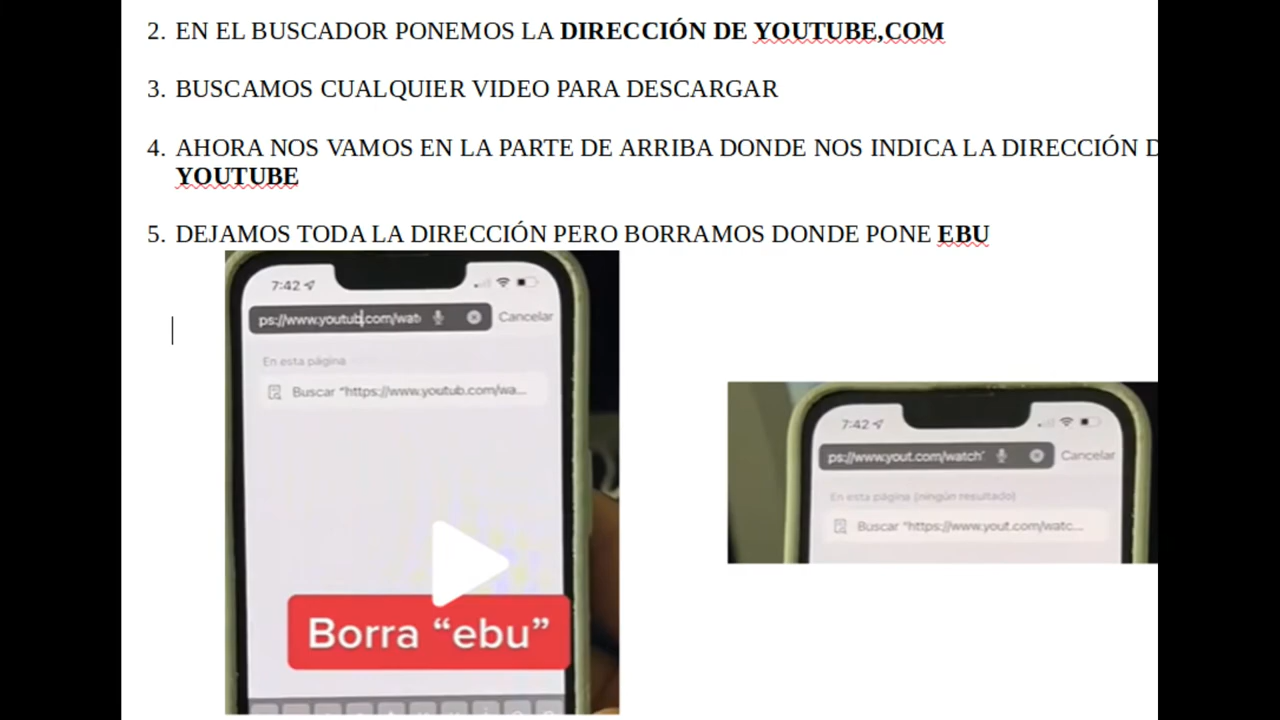 2. EN EL BUSCADOR PONEMOS LA DIRECCIÓN DE YOUTUBE,COM
3. BUSCAMOS CUALQUIER VIDEO PARA DESCARGAR
4. AHORA NOS VAMOS EN LA PARTE DE ARRIBA DONDE NOS INDICA LA DIRECCIÓN D
YOUTUBE
5. DEJAMOS TODA LA DIRECCIÓN PERO BORRAMOS DONDE PONE EBU
7:42
ps://www.youtub.com/wat Cancelar
En esta página
Buscar “https://www.youtub.com/wa...
Borra “ebu”
7:42
ps://www.yout.com/watch? Cancelar
En esta página (ningún resultado)
Buscar “https://www.yout.com/watc...